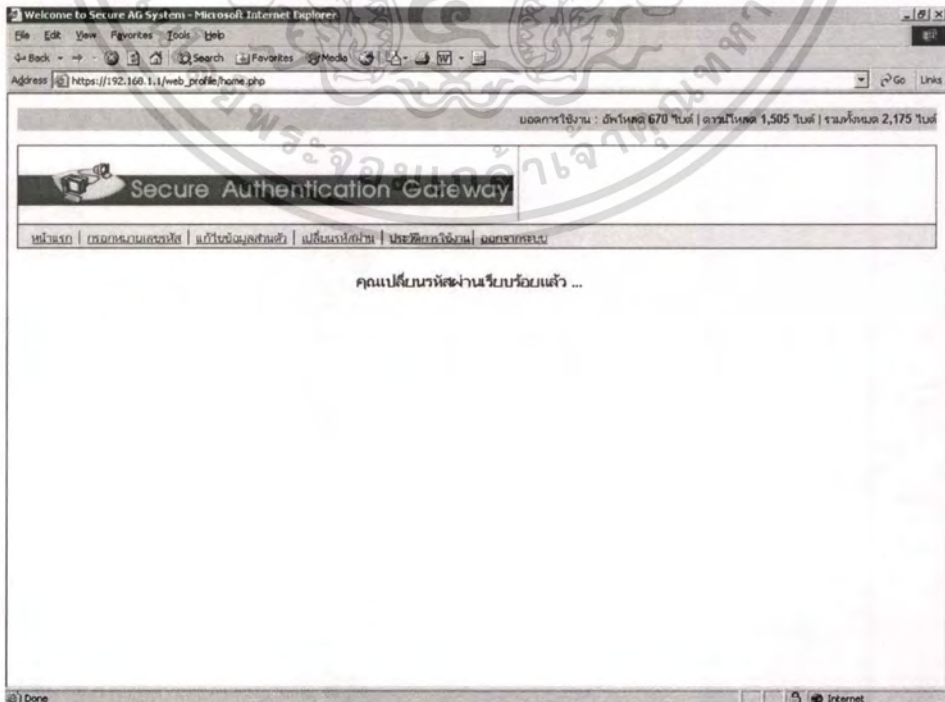 Welcome to Secure AG System - Microsoft Internet Explorer
File Edit View Favorites Tools Help
Back Search Favorites Media
Address https://192.168.1.1/web_profile/home.php Go Links
ยอดการใช้งาน : อัพโหลด 670 ไบต์ | ดาวน์โหลด 1,505 ไบต์ | รวมทั้งหมด 2,175 ไบต์
Secure Authentication Gateway
หน้าแรก | กรอกหมายเลขรหัส | แก้ไขข้อมูลส่วนตัว | เปลี่ยนรหัสผ่าน | ประวัติการใช้งาน | ออกจากระบบ
คุณเปลี่ยนรหัสผ่านเรียบร้อยแล้ว ...
Done Internet